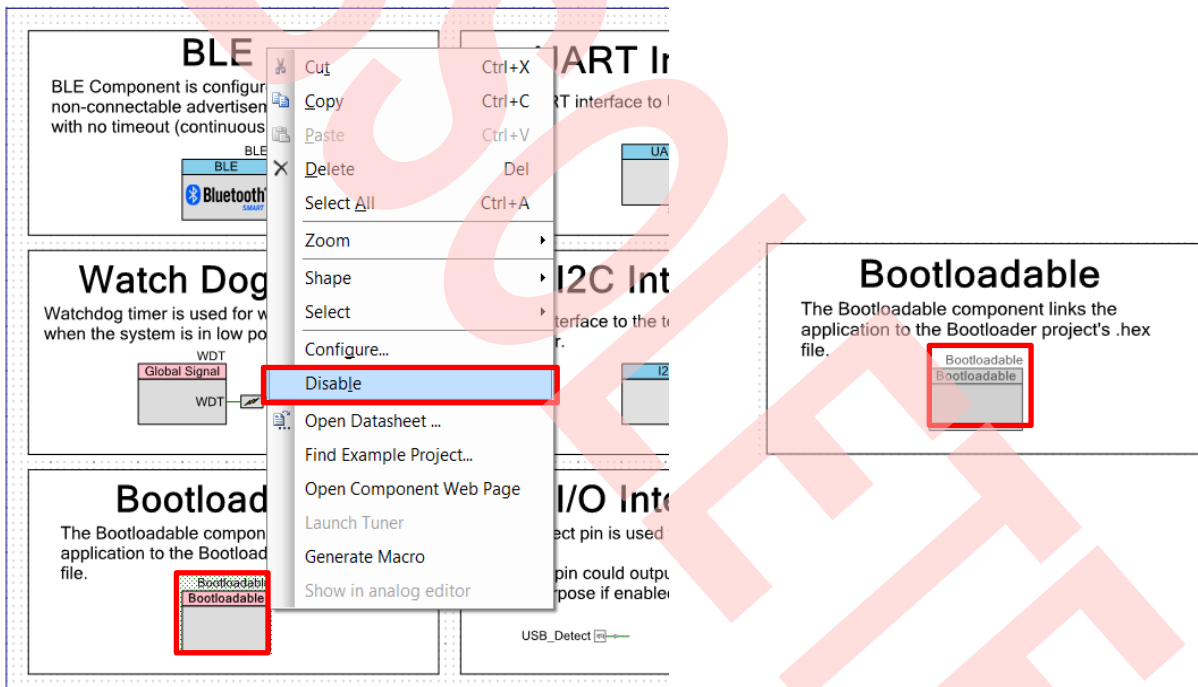 BLE
BLE Component is configur
non-connectable advertisen
with no timeout (continuous
BLE
BLE
Bluetooth
SMART
UART In
RT interface to
UA
Cut Ctrl+X
Copy Ctrl+C
Paste Ctrl+V
Delete Del
Select All Ctrl+A
Zoom
Shape
Select
Configure...
Disable
Open Datasheet ...
Find Example Project...
Open Component Web Page
Launch Tuner
Generate Macro
Show in analog editor
Watch Dog
Watchdog timer is used for w
when the system is in low po
WDT
Global Signal
WDT
I2C Int
terface to the to
r.
I2
Bootload
The Bootloadable compon
application to the Bootload
file.
Bootloadable
Bootloadable
I/O Inte
ect pin is used
pin could outpu
rpose if enable
USB_Detect
Bootloadable
The Bootloadable component links the
application to the Bootloader project's .hex
file.
Bootloadable
Bootloadable
OBSOLETE